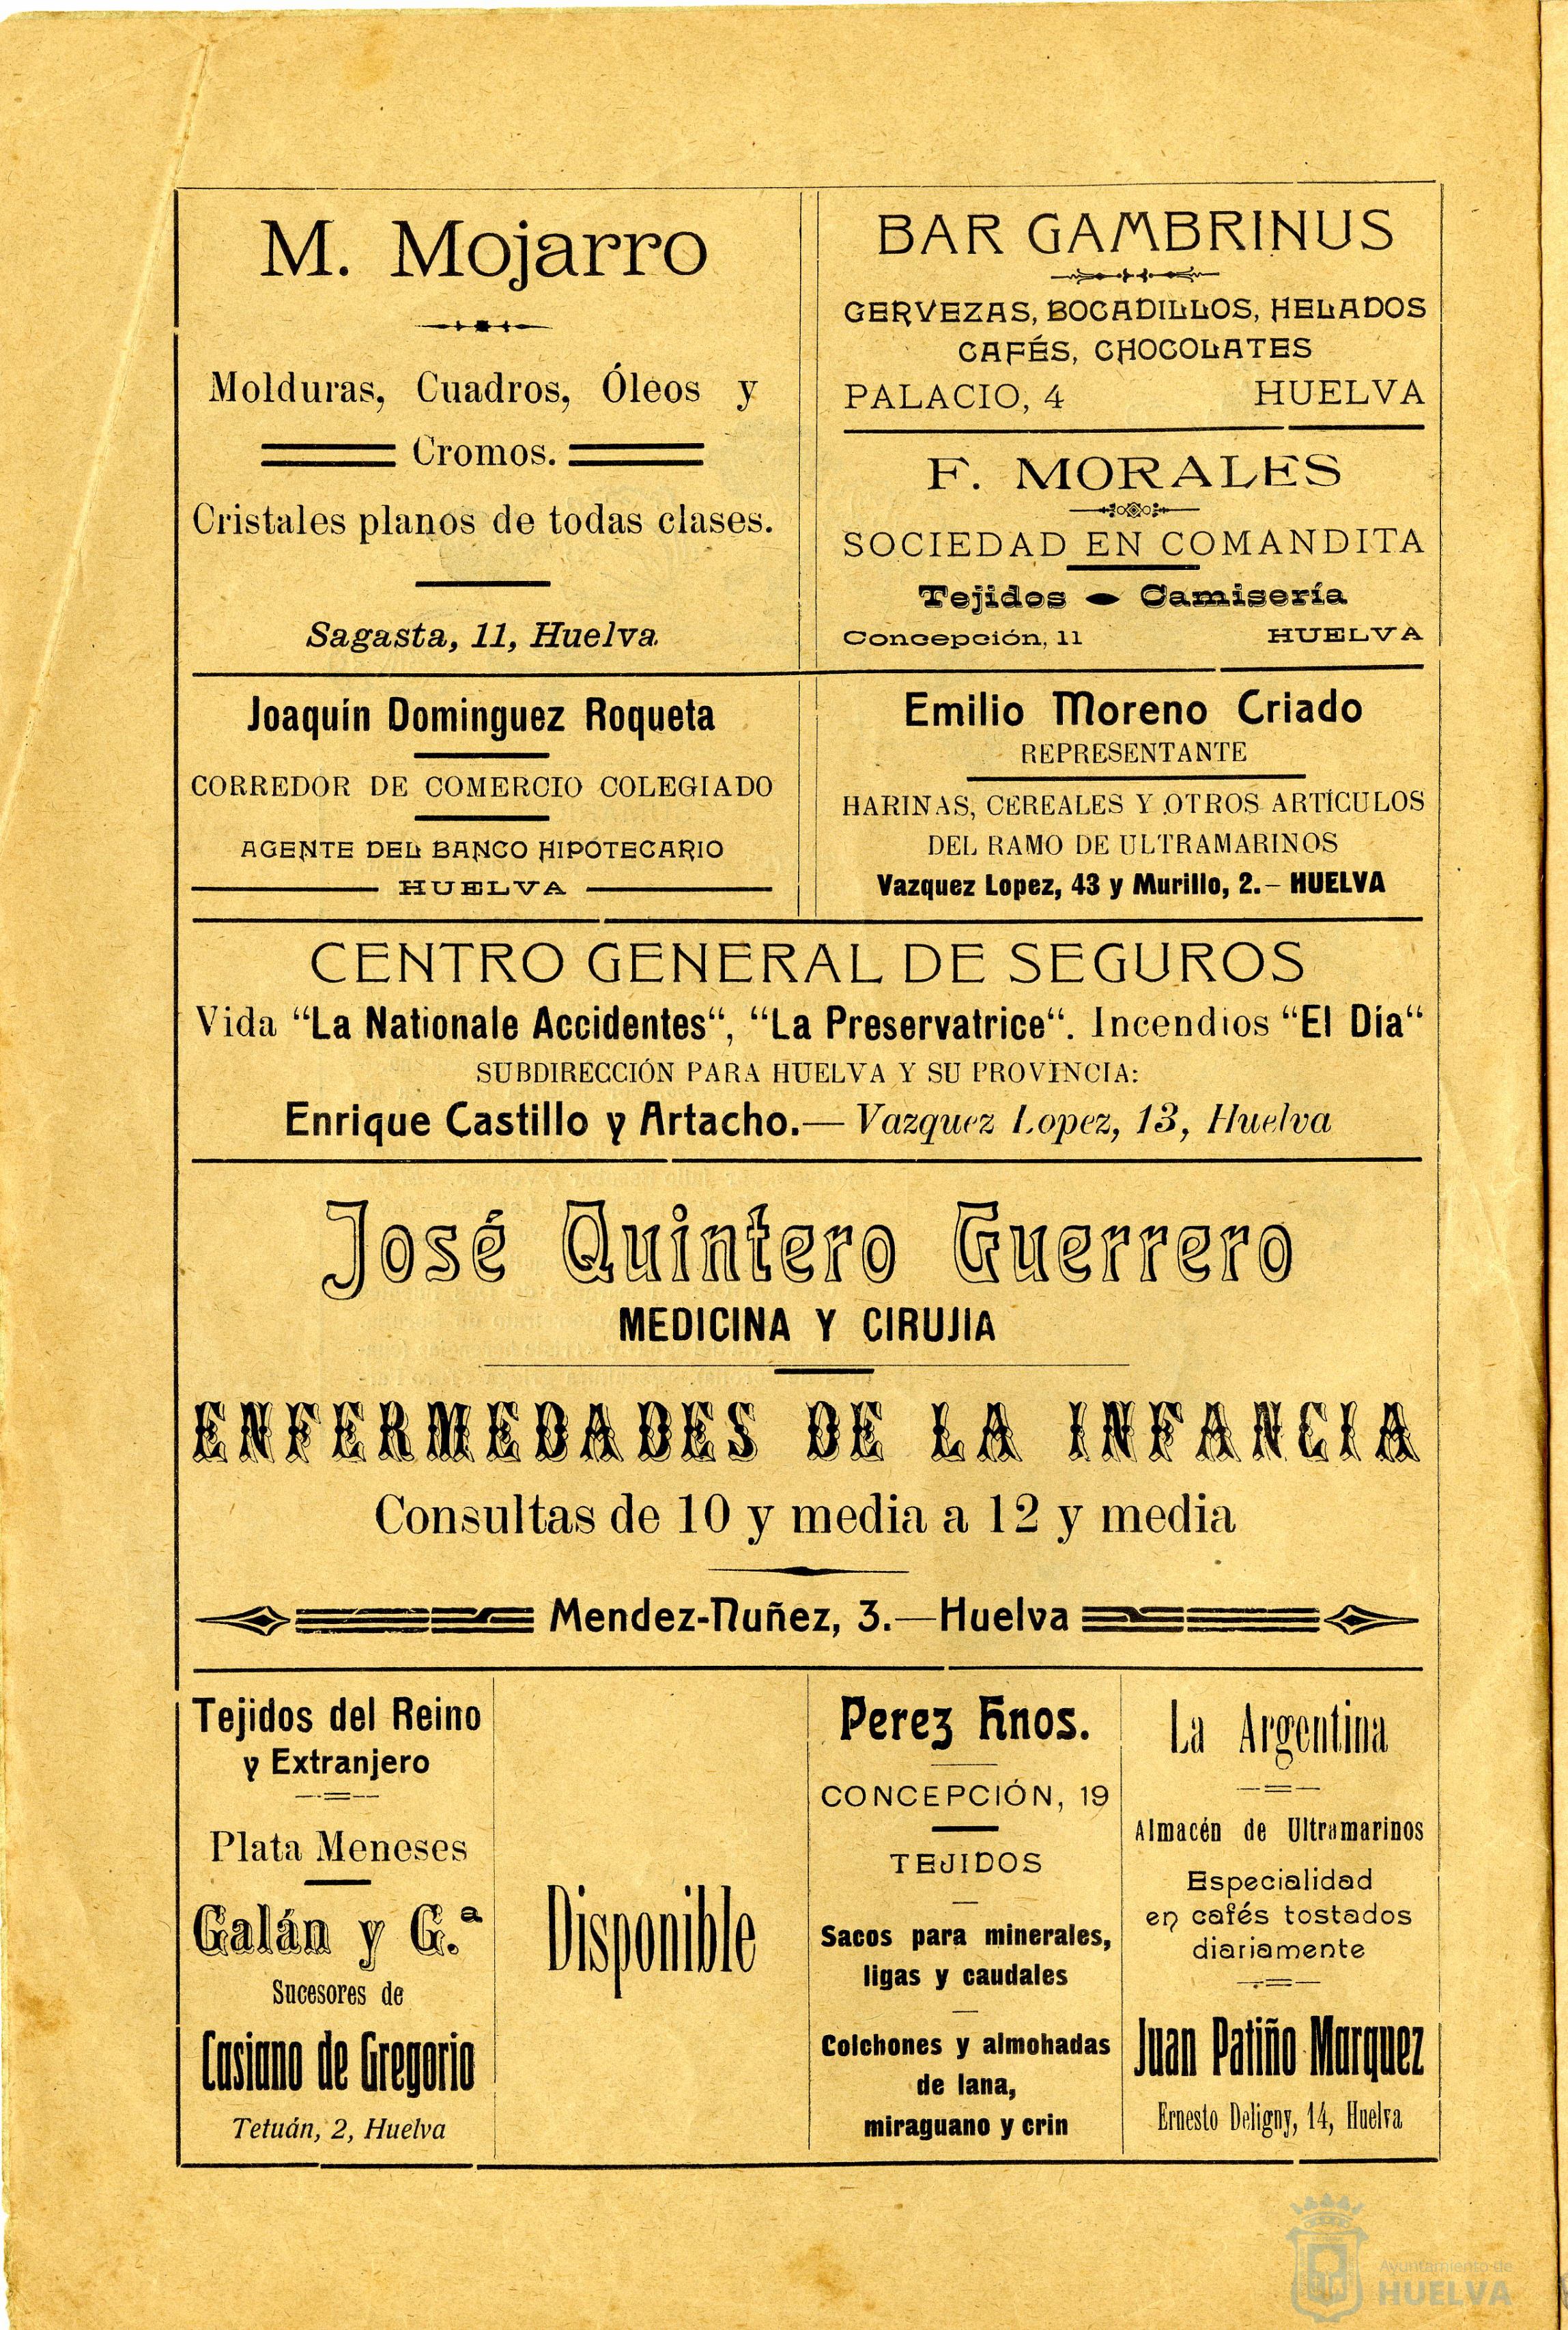 M. Mojarro
Molduras, Cuadros, Óleos y
Cromos.
Cristales planos de todas clases.
Sagasta, 11, Huelva.
BAR GAMBRINUS
CERVEZAS, BOCADILLOS, HELADOS
CAFÉS, CHOCOLATES
PALACIO, 4 HUELVA
F. MORALES
SOCIEDAD EN COMANDITA
Tejidos - Camisería
Concepción, 11 HUELVA
Joaquín Dominguez Roqueta
CORREDOR DE COMERCIO COLEGIADO
AGENTE DEL BANCO HIPOTECARIO
HUELVA
Emilio Moreno Criado
REPRESENTANTE
HARINAS, CEREALES Y OTROS ARTÍCULOS
DEL RAMO DE ULTRAMARINOS
Vazquez Lopez, 43 y Murillo, 2.- HUELVA
CENTRO GENERAL DE SEGUROS
Vida “La Nationale Accidentes“, “La Preservatrice“. Incendios “El Día“
SUBDIRECCIÓN PARA HUELVA Y SU PROVINCIA:
Enrique Castillo y Artacho.— Vazquez Lopez, 13, Huelva
José Quintero Guerrero
MEDICINA Y CIRUJIA
ENFERMEDADES DE LA INFANCIA
Consultas de 10 y media a 12 y media
Mendez-Nuñez, 3.—Huelva
Tejidos del Reino
y Extranjero
Plata Meneses
Galán y C.ª
Sucesores de
Casiano de Gregorio
Tetuán, 2, Huelva
Disponible
Perez Hnos.
CONCEPCIÓN, 19
TEJIDOS
Sacos para minerales,
ligas y caudales
Colchones y almohadas
de lana,
miraguano y crin
La Argentina
Almacén de Ultramarinos
Especialidad
en cafés tostados
diariamente
Juan Patiño Marquez
Ernesto Deligny, 14, Huelva
Ayuntamiento de
HUELVA